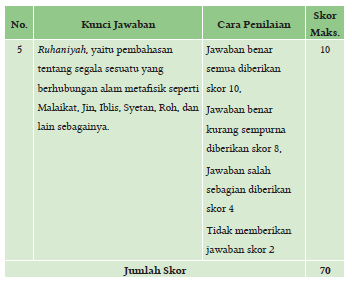 No. Kunci Jawaban Cara Penilaian Skor Maks.
5 Ruhaniyah, yaitu pembahasan
tentang segala sesuatu yang
berhubungan alam metafisik seperti
Malaikat, Jin, Iblis, Syetan, Roh, dan
lain sebagainya.
Jawaban benar
semua diberikan
skor 10,
Jawaban benar
kurang sempurna
diberikan skor 8,
Jawaban salah
sebagian diberikan
skor 4
Tidak memberikan
jawaban skor 2
10
Jumlah Skor 70